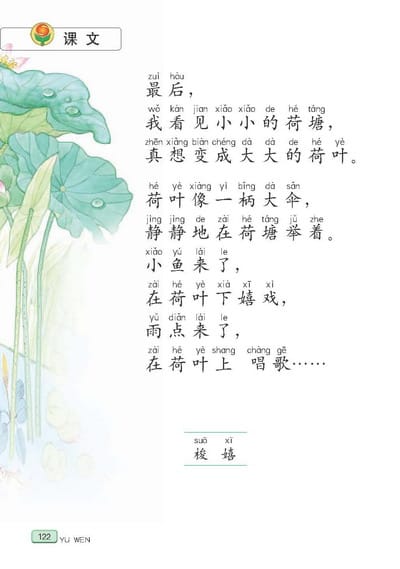 课文
zuì hòu
最后，
wǒ kàn jian xiǎo xiǎo de hé táng
我看见小小的荷塘，
zhēn xiǎng biàn chéng dà dà de hé yè
真想变成大大的荷叶。
hé yè xiàng yì bǐng dà sǎn
荷叶像一柄大伞，
jìng jìng de zài hé táng jǔ zhe
静静地在荷塘举着。
xiǎo yú lái le
小鱼来了，
zài hé yè xià xī xì
在荷叶下嬉戏，
yǔ diǎn lái le
雨点来了，
zài hé yè shang chàng gē
在荷叶上 唱歌……
suō xī
梭 嬉
122 YU WEN